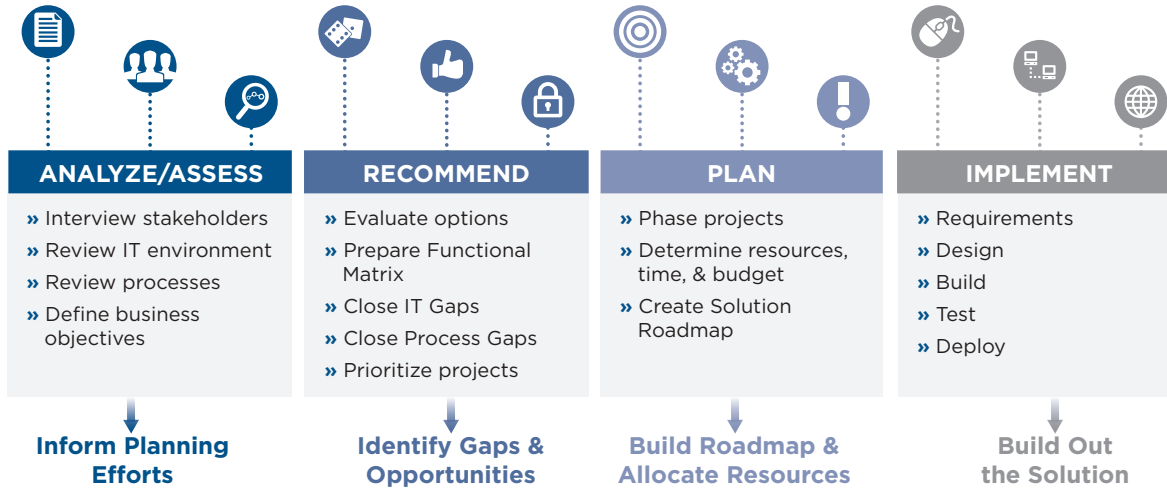 ANALYZE/ASSESS
» Interview stakeholders
» Review IT environment
» Review processes
» Define business
objectives
Inform Planning
Efforts
RECOMMEND
» Evaluate options
» Prepare Functional
Matrix
» Close IT Gaps
» Close Process Gaps
» Prioritize projects
Identify Gaps &
Opportunities
PLAN
» Phase projects
» Determine resources,
time, & budget
» Create Solution
Roadmap
Build Roadmap &
Allocate Resources
IMPLEMENT
» Requirements
» Design
» Build
» Test
» Deploy
Build Out
the Solution